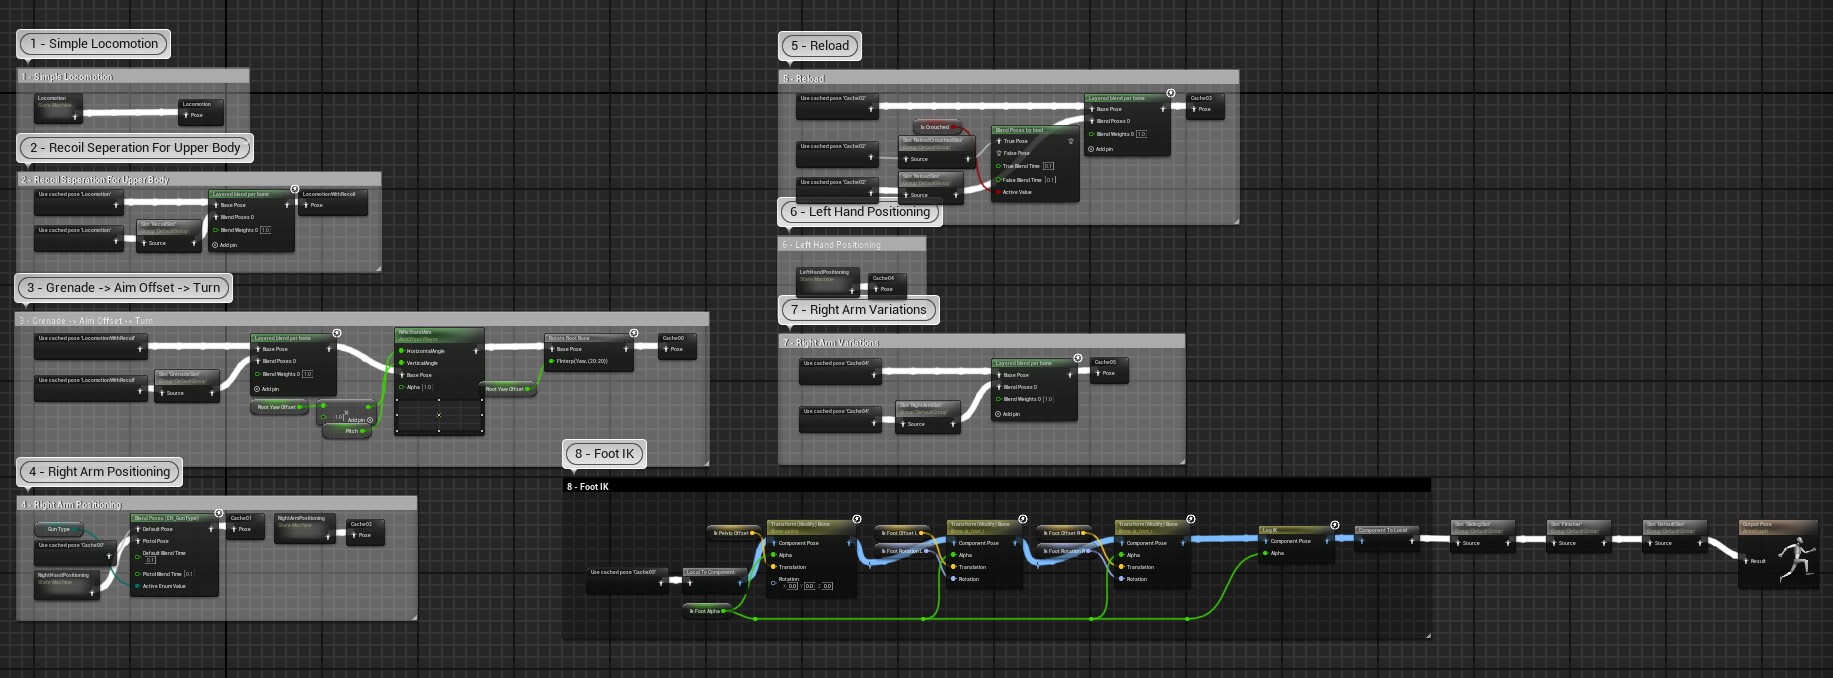 1 - Simple Locomotion
1 - Simple Locomotion
Locomotion
State Machine
Locomotion
Pose
2 - Recoil Seperation For Upper Body
2 - Recoil Seperation For Upper Body
Use cached pose 'Locomotion'
Layered blend per bone
Base Pose
Blend Poses 0
Blend Weights 0 1.0
Add pin
LocomotionWithRecoil
Pose
Use cached pose 'Locomotion'
Slot 'RecoilSlot'
Group 'DefaultGroup'
Source
3 - Grenade -> Aim Offset -> Turn
3 - Grenade -> Aim Offset -> Turn
Use cached pose 'LocomotionWithRecoil'
Layered blend per bone
Base Pose
Blend Poses 0
Blend Weights 0 1.0
Add pin
Use cached pose 'LocomotionWithRecoil'
Slot 'GrenadeSlot'
Group 'DefaultGroup'
Source
HorizontalAngle
VerticalAngle
Base Pose
Alpha 1.0
Rotate Root Bone
Base Pose
Cache00
Pose
Root Yaw Offset
Root Yaw Offset
-1.0
Add pin
Pitch
4 - Right Arm Positioning
4 - Right Arm Positioning
Gun Type
Use cached pose 'Cache00'
RightHandPositioning
State Machine
Blend Poses (EN_GunType)
Default Pose
Pistol Pose
Default Blend Time
0.1
Pistol Blend Time 0.1
Active Enum Value
Cache01
Pose
RightArmPositioning
State Machine
Cache02
Pose
5 - Reload
5 - Reload
Use cached pose 'Cache02'
Is Crouched
Use cached pose 'Cache02'
Slot 'ReloadCrouchedSlot'
Group 'DefaultGroup'
Source
Use cached pose 'Cache02'
Slot 'ReloadSlot'
Group 'DefaultGroup'
Source
Blend Poses by bool
True Pose
False Pose
True Blend Time 0.1
False Blend Time 0.1
Active Value
Layered blend per bone
Base Pose
Blend Poses 0
Blend Weights 0 1.0
Add pin
Cache03
Pose
6 - Left Hand Positioning
6 - Left Hand Positioning
LeftHandPositioning
State Machine
Cache04
Pose
7 - Right Arm Variations
7 - Right Arm Variations
Use cached pose 'Cache04'
Layered blend per bone
Base Pose
Blend Poses 0
Blend Weights 0 1.0
Add pin
Cache05
Pose
Use cached pose 'Cache04'
Slot 'RightArmSlot'
Group 'DefaultGroup'
Source
8 - Foot IK
8 - Foot IK
Use cached pose 'Cache05'
Local To Component
Ik Foot Alpha
Ik Pelvis Offset
Transform (Modify) Bone
Component Pose
Alpha
Translation
Rotation
X 0.0 Y 0.0 Z 0.0
Ik Foot Offset L
Ik Foot Rotation L
Transform (Modify) Bone
Component Pose
Alpha
Translation
Rotation
Ik Foot Offset R
Ik Foot Rotation R
Transform (Modify) Bone
Component Pose
Alpha
Translation
Rotation
Leg IK
Component Pose
Alpha
Component To Local
Slot 'SlidingSlot'
Group 'DefaultGroup'
Source
Slot 'Finisher'
Group 'DefaultGroup'
Source
Slot 'DefaultSlot'
Group 'DefaultGroup'
Source
Output Pose
AnimGraph
Result